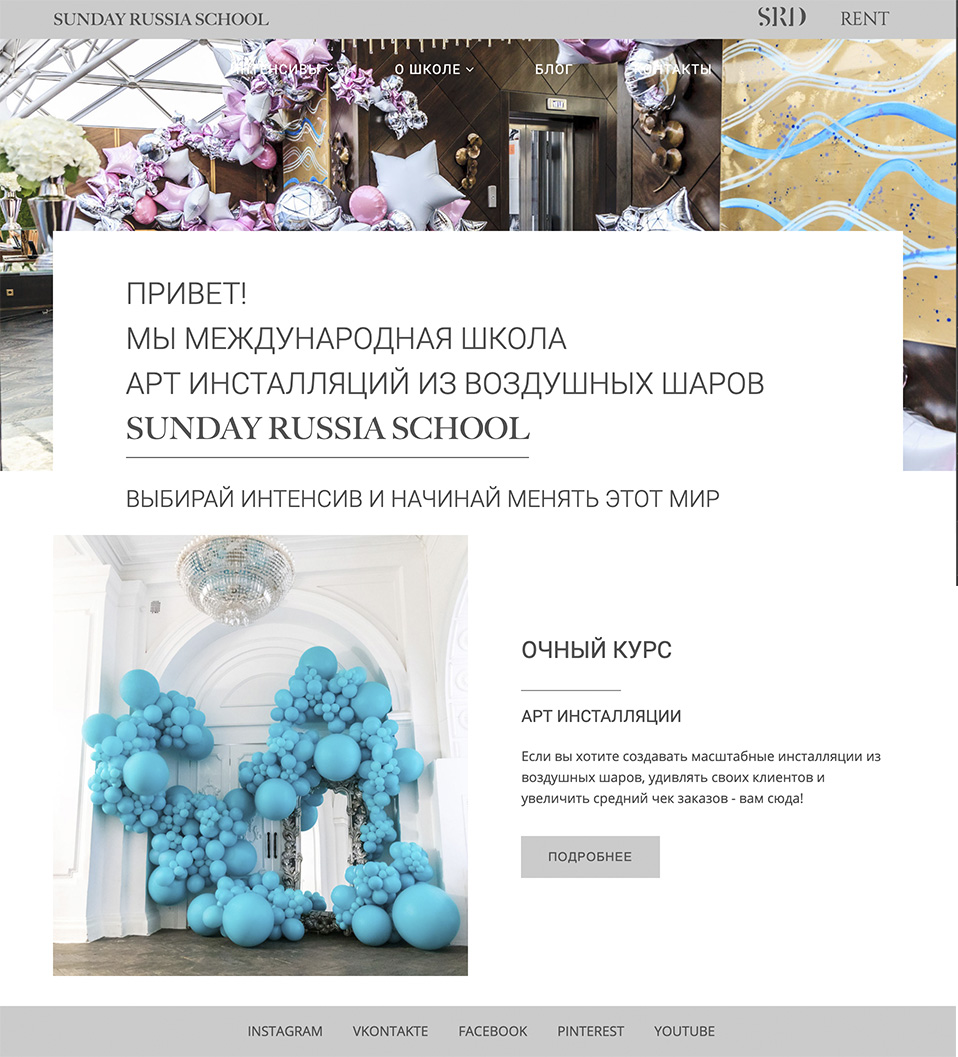 SUNDAY RUSSIA SCHOOL
SRD
RENT
ИНТЕНСИВЫ
О ШКОЛЕ
БЛОГ
КОНТАКТЫ
ПРИВЕТ!
МЫ МЕЖДУНАРОДНАЯ ШКОЛА
АРТ ИНСТАЛЛЯЦИЙ ИЗ ВОЗДУШНЫХ ШАРОВ
SUNDAY RUSSIA SCHOOL
ВЫБИРАЙ ИНТЕНСИВ И НАЧИНАЙ МЕНЯТЬ ЭТОТ МИР
ОЧНЫЙ КУРС
АРТ ИНСТАЛЛЯЦИИ
Если вы хотите создавать масштабные инсталляции из
воздушных шаров, удивлять своих клиентов и
увеличить средний чек заказов - вам сюда!
ПОДРОБНЕЕ
INSTAGRAM
VKONTAKTE
FACEBOOK
PINTEREST
YOUTUBE